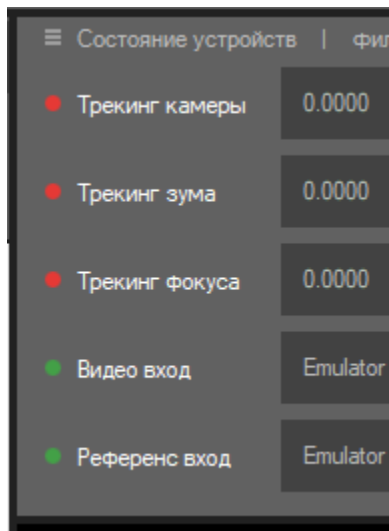 Состояние устройств | фил
Трекинг камеры 0.0000
Трекинг зума 0.0000
Трекинг фокуса 0.0000
Видео вход Emulator
Референс вход Emulator